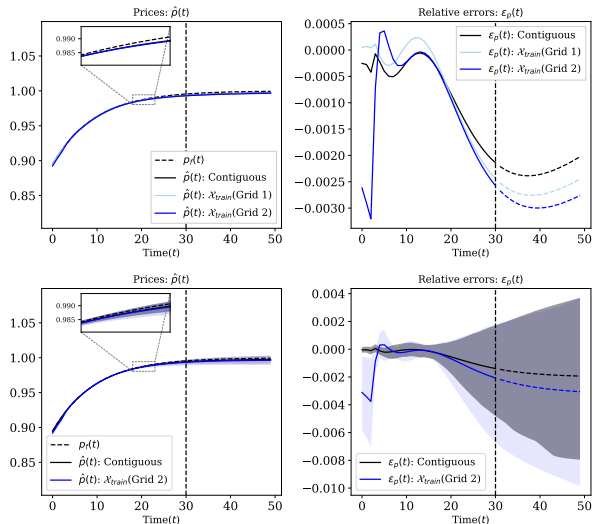 Prices: p̂(t)
1.05
1.00
0.95
0.90
0.85
0.990
0.985
p_f(t)
p̂(t): Contiguous
p̂(t): 𝒳_train(Grid 1)
p̂(t): 𝒳_train(Grid 2)
0 10 20 30 40 50
Time(t)
Relative errors: ε_p(t)
0.0005
0.0000
−0.0005
−0.0010
−0.0015
−0.0020
−0.0025
−0.0030
ε_p(t): Contiguous
ε_p(t): 𝒳_train(Grid 1)
ε_p(t): 𝒳_train(Grid 2)
0 10 20 30 40 50
Time(t)
Prices: p̂(t)
1.05
1.00
0.95
0.90
0.85
0.990
0.985
p_f(t)
p̂(t): Contiguous
p̂(t): 𝒳_train(Grid 2)
0 10 20 30 40 50
Time(t)
Relative errors: ε_p(t)
0.004
0.002
0.000
−0.002
−0.004
−0.006
−0.008
−0.010
ε_p(t): Contiguous
ε_p(t): 𝒳_train(Grid 2)
0 10 20 30 40 50
Time(t)